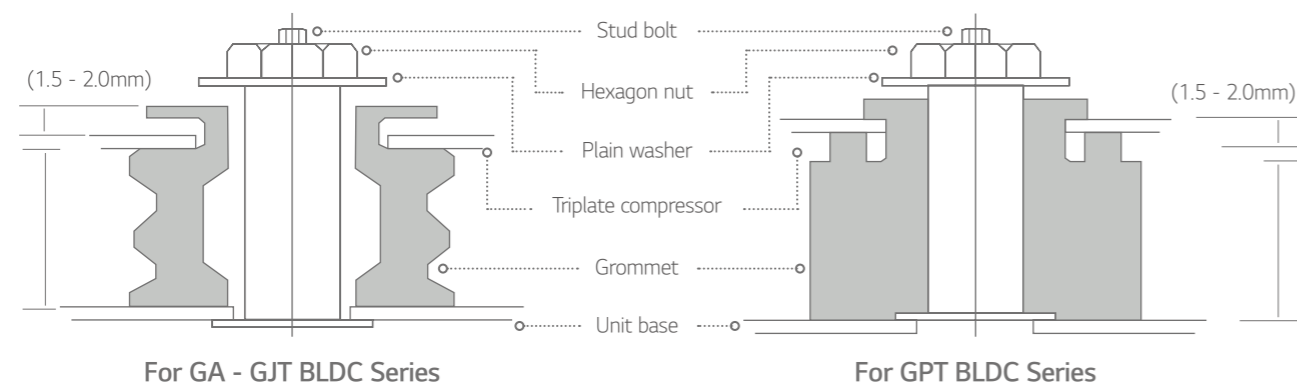 Stud bolt
(1.5 - 2.0mm)
Hexagon nut
(1.5 - 2.0mm)
Plain washer
Triplate compressor
Grommet
Unit base
For GA - GJT BLDC Series
For GPT BLDC Series